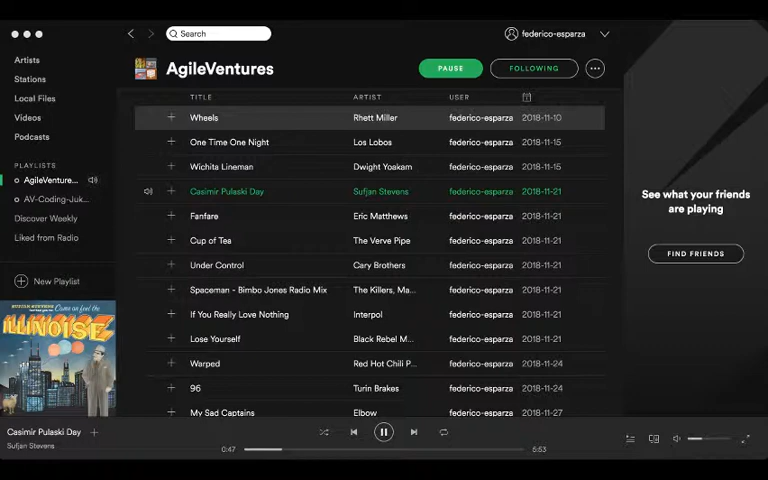 Search
federico-esparza
Artists
Stations
Local Files
Videos
Podcasts
PLAYLISTS
AgileVenture...
AV-Coding-Juk...
Discover Weekly
Liked from Radio
New Playlist
AgileVentures
PAUSE
FOLLOWING
TITLE ARTIST USER
Wheels Rhett Miller federico-esparza 2018-11-10
One Time One Night Los Lobos federico-esparza 2018-11-15
Wichita Lineman Dwight Yoakam federico-esparza 2018-11-15
Casimir Pulaski Day Sufjan Stevens federico-esparza 2018-11-21
Fanfare Eric Matthews federico-esparza 2018-11-21
Cup of Tea The Verve Pipe federico-esparza 2018-11-21
Under Control Cary Brothers federico-esparza 2018-11-21
Spaceman - Bimbo Jones Radio Mix The Killers, Ma... federico-esparza 2018-11-21
If You Really Love Nothing Interpol federico-esparza 2018-11-21
Lose Yourself Black Rebel M... federico-esparza 2018-11-21
Warped Red Hot Chili P... federico-esparza 2018-11-24
96 Turin Brakes federico-esparza 2018-11-24
My Sad Captains Elbow federico-esparza 2018-11-27
See what your friends
are playing
FIND FRIENDS
SUFJAN STEVENS Come on feel the
ILLINOISE
Casimir Pulaski Day
Sufjan Stevens
0:47 5:53